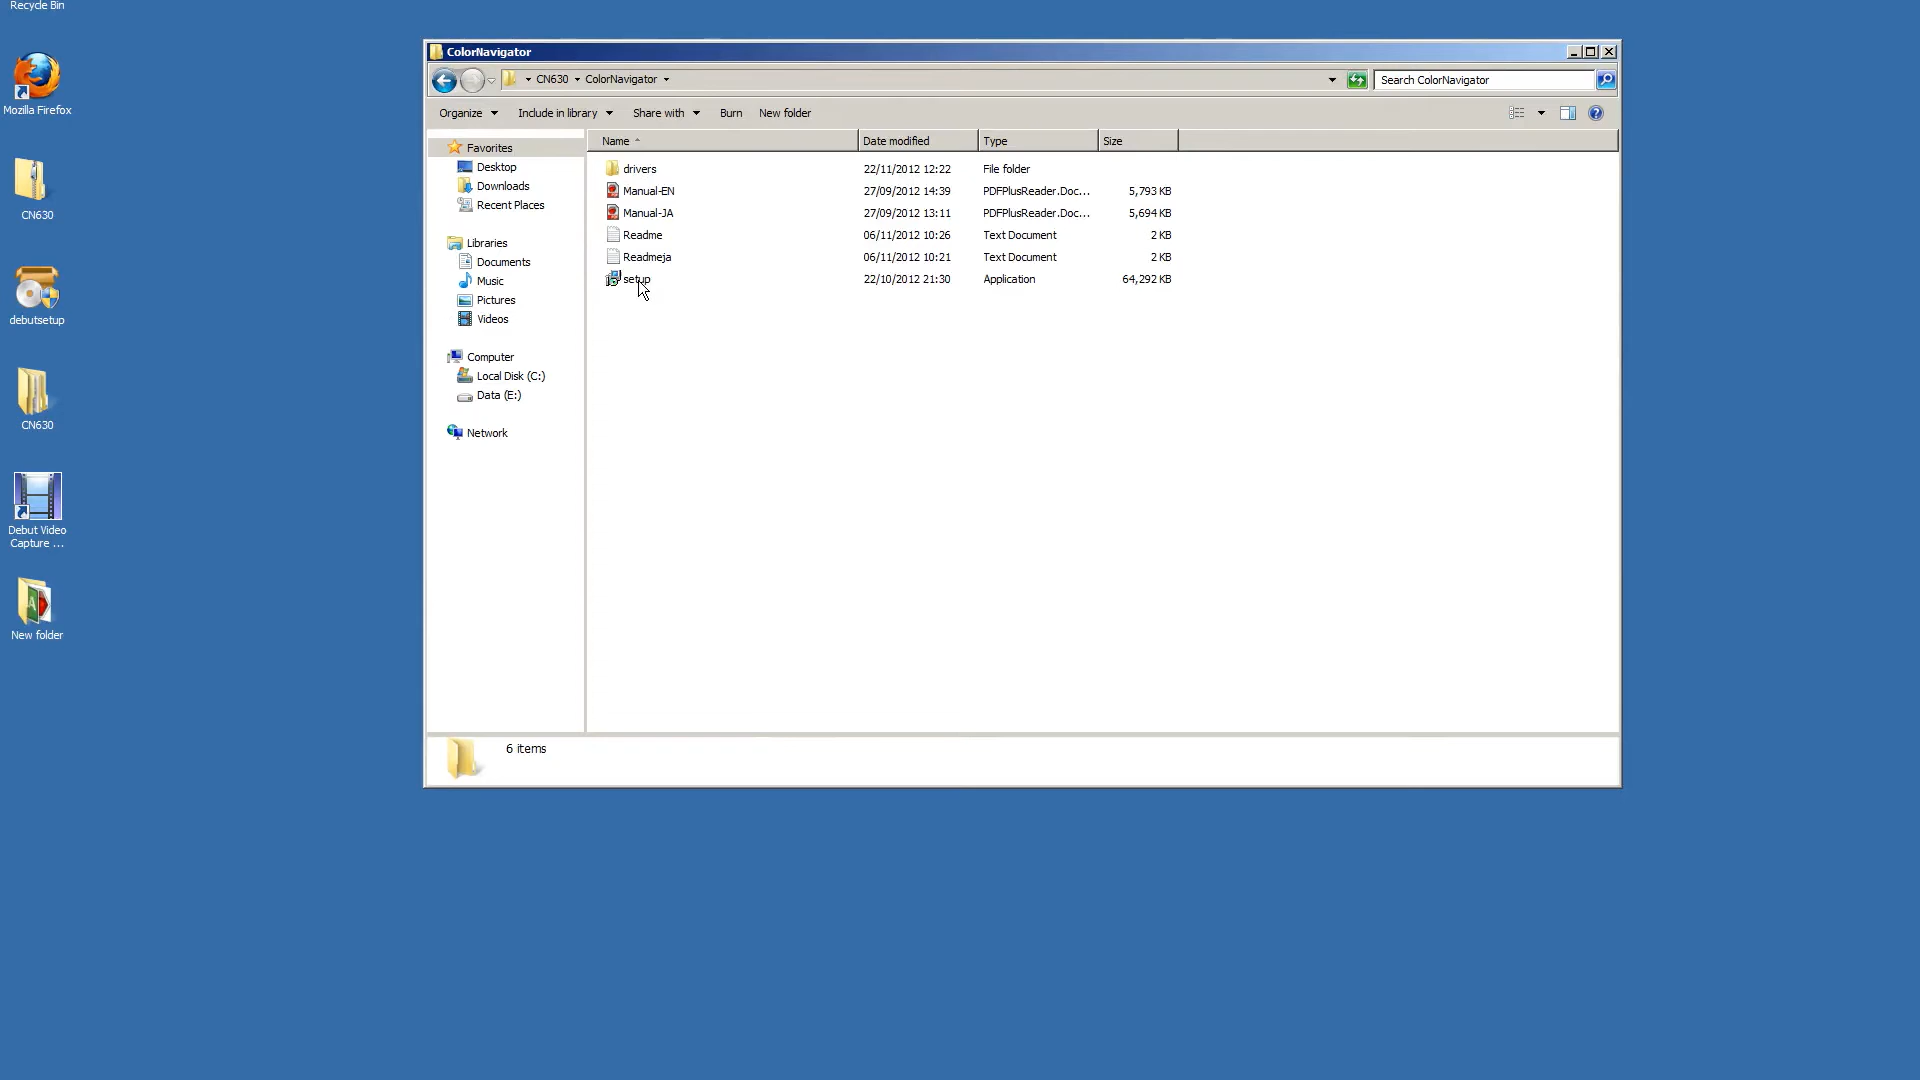 Recycle Bin
Mozilla Firefox
CN630
debutsetup
CN630
Debut Video
Capture ...
New folder
ColorNavigator
CN630 ColorNavigator
Search ColorNavigator
Organize Include in library Share with Burn New folder
Favorites
Desktop
Downloads
Recent Places
Libraries
Documents
Music
Pictures
Videos
Computer
Local Disk (C:)
Data (E:)
Network
Name Date modified Type Size
drivers 22/11/2012 12:22 File folder
Manual-EN 27/09/2012 14:39 PDFPlusReader.Doc... 5,793 KB
Manual-JA 27/09/2012 13:11 PDFPlusReader.Doc... 5,694 KB
Readme 06/11/2012 10:26 Text Document 2 KB
Readmeja 06/11/2012 10:21 Text Document 2 KB
setup 22/10/2012 21:30 Application 64,292 KB
6 items